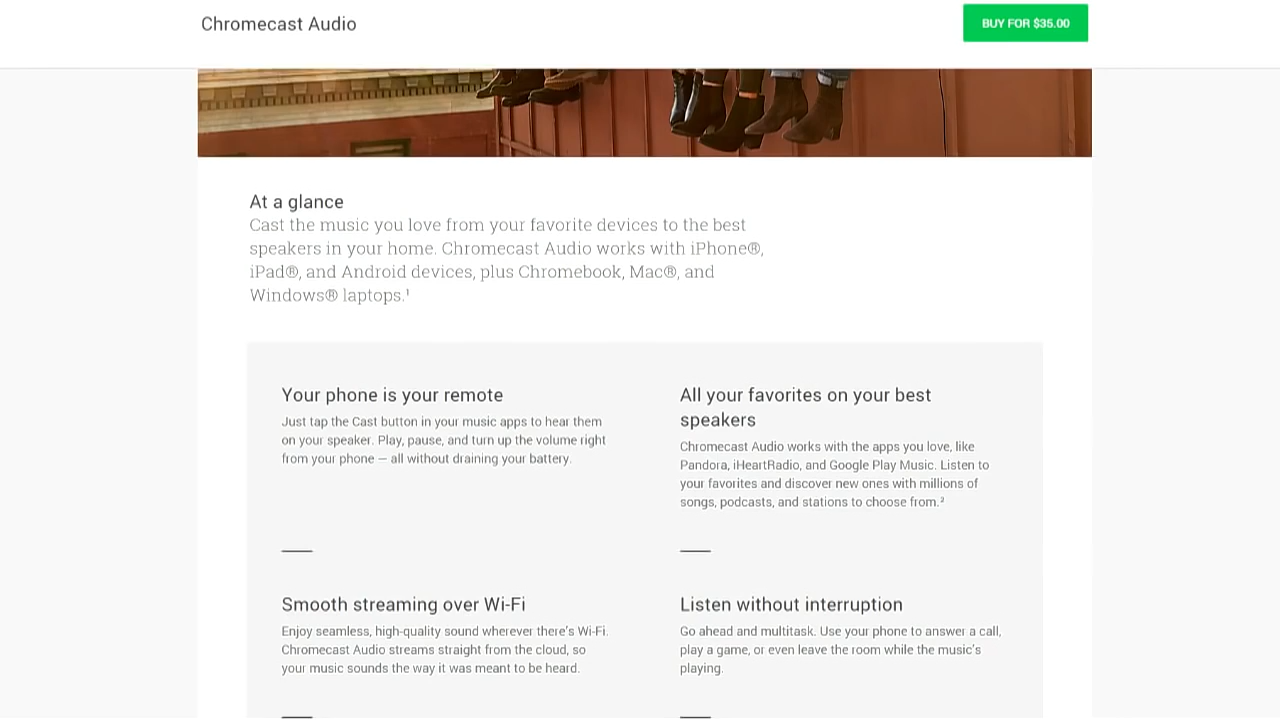 Chromecast Audio
BUY FOR $35.00
At a glance
Cast the music you love from your favorite devices to the best
speakers in your home. Chromecast Audio works with iPhone®,
iPad®, and Android devices, plus Chromebook, Mac®, and
Windows® laptops.¹
Your phone is your remote
Just tap the Cast button in your music apps to hear them
on your speaker. Play, pause, and turn up the volume right
from your phone — all without draining your battery.
All your favorites on your best
speakers
Chromecast Audio works with the apps you love, like
Pandora, iHeartRadio, and Google Play Music. Listen to
your favorites and discover new ones with millions of
songs, podcasts, and stations to choose from.²
Smooth streaming over Wi-Fi
Enjoy seamless, high-quality sound wherever there's Wi-Fi.
Chromecast Audio streams straight from the cloud, so
your music sounds the way it was meant to be heard.
Listen without interruption
Go ahead and multitask. Use your phone to answer a call,
play a game, or even leave the room while the music's
playing.